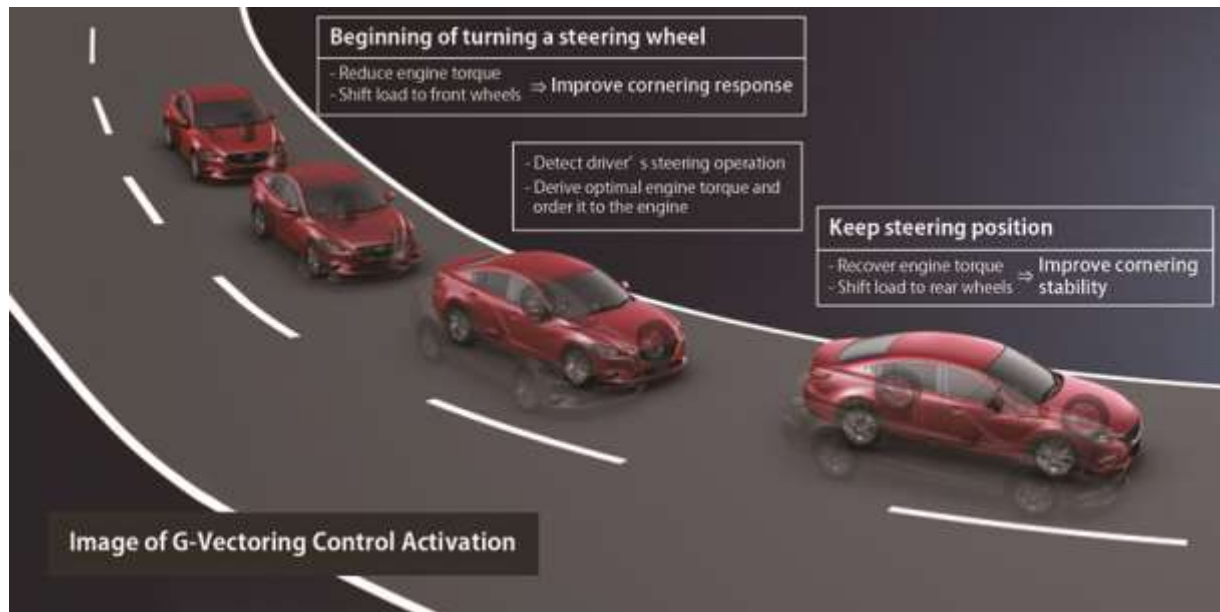 Beginning of turning a steering wheel
- Reduce engine torque
- Shift load to front wheels
⇒ Improve cornering response
- Detect driver' s steering operation
- Derive optimal engine torque and
order it to the engine
Keep steering position
- Recover engine torque
- Shift load to rear wheels
⇒ Improve cornering
stability
Image of G-Vectoring Control Activation